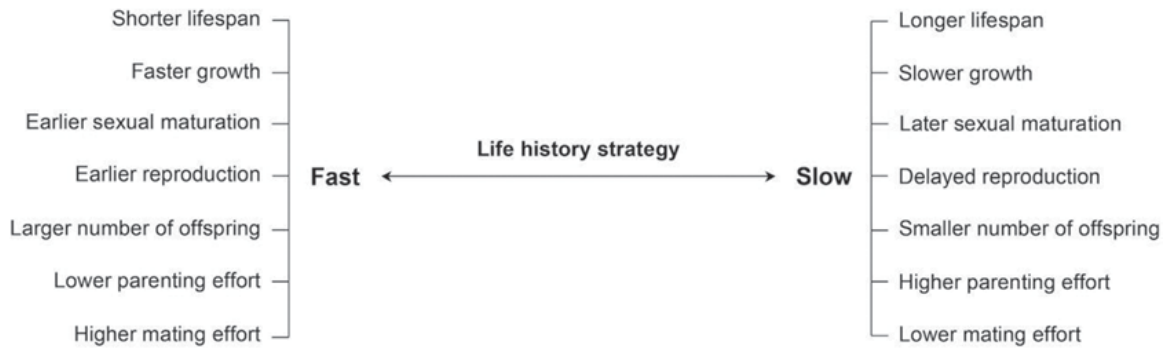 Shorter lifespan
Faster growth
Earlier sexual maturation
Earlier reproduction
Larger number of offspring
Lower parenting effort
Higher mating effort
Fast
Life history strategy
Slow
Longer lifespan
Slower growth
Later sexual maturation
Delayed reproduction
Smaller number of offspring
Higher parenting effort
Lower mating effort